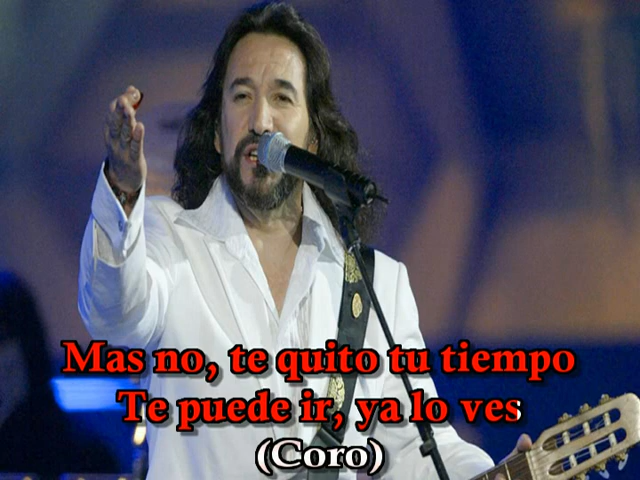 Mas no, te quito tu tiempo
Te puede ir, ya lo ves
(Coro)